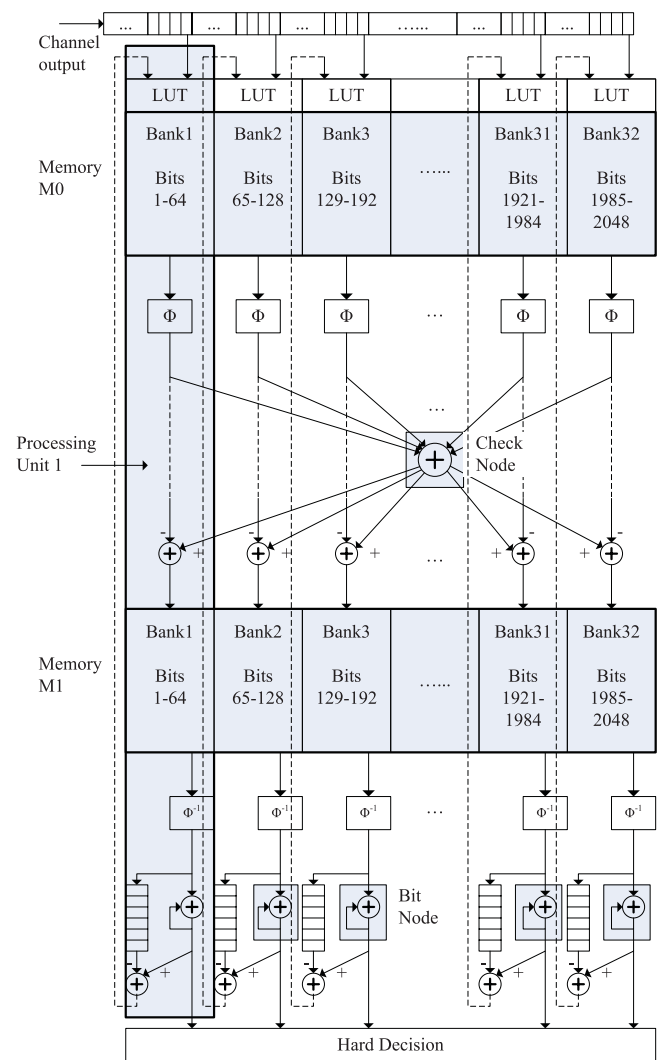 ... ... ... ...... ... ...
Channel
output
LUT LUT LUT LUT LUT
Bank1 Bank2 Bank3 Bank31 Bank32
Memory
M0
Bits Bits Bits ...... Bits Bits
1-64 65-128 129-192 1921- 1985-
1984 2048
Φ Φ Φ ... Φ Φ
...
Processing
Unit 1
+
Check
Node
- - - - -
+ + + + + + ... + + + +
Bank1 Bank2 Bank3 Bank31 Bank32
Memory
M1
Bits Bits Bits ...... Bits Bits
1-64 65-128 129-192 1921- 1985-
1984 2048
Φ-1 Φ-1 Φ-1 ... Φ-1 Φ-1
Bit
Node
+ + + + +
- - - - -
+ + + + + + + + + +
Hard Decision